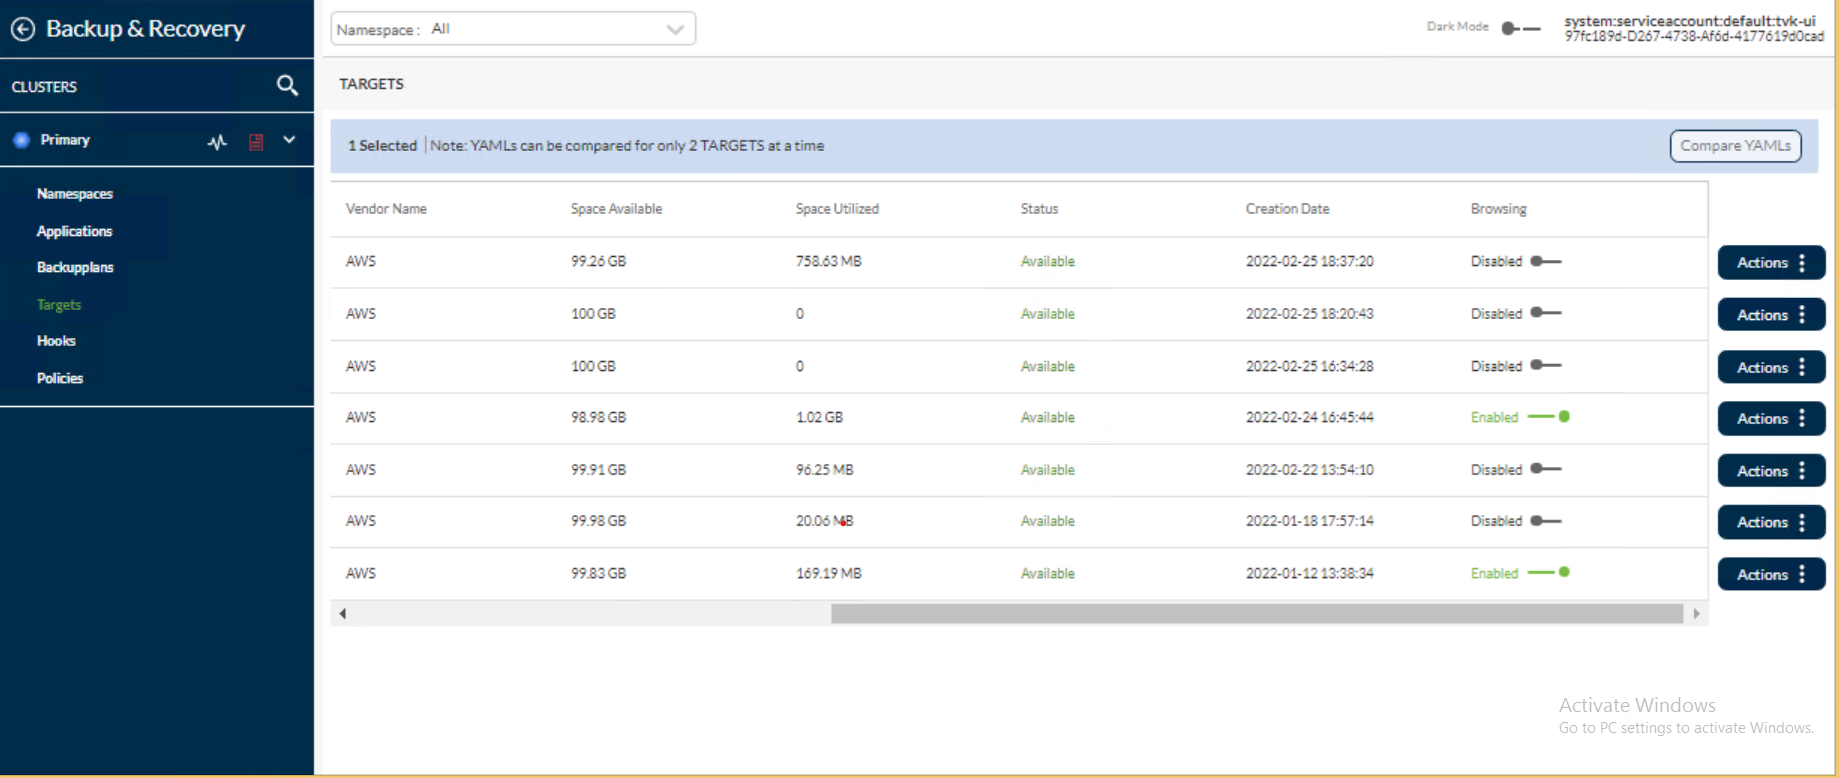 Backup & Recovery
Namespace : All
Dark Mode
system:serviceaccount:default:tvk-ui
97fc189d-D267-4738-Af6d-4177619d0cad
CLUSTERS
TARGETS
Primary
1 Selected Note: YAMLs can be compared for only 2 TARGETS at a time Compare YAMLs
Namespaces
Applications
Backupplans
Targets
Hooks
Policies
Vendor Name Space Available Space Utilized Status Creation Date Browsing
AWS 99.26 GB 758.63 MB Available 2022-02-25 18:37:20 Disabled Actions
AWS 100 GB 0 Available 2022-02-25 18:20:43 Disabled Actions
AWS 100 GB 0 Available 2022-02-25 16:34:28 Disabled Actions
AWS 98.98 GB 1.02 GB Available 2022-02-24 16:45:44 Enabled Actions
AWS 99.91 GB 96.25 MB Available 2022-02-22 13:54:10 Disabled Actions
AWS 99.98 GB 20.06 MB Available 2022-01-18 17:57:14 Disabled Actions
AWS 99.83 GB 169.19 MB Available 2022-01-12 13:38:34 Enabled Actions
Activate Windows
Go to PC settings to activate Windows.